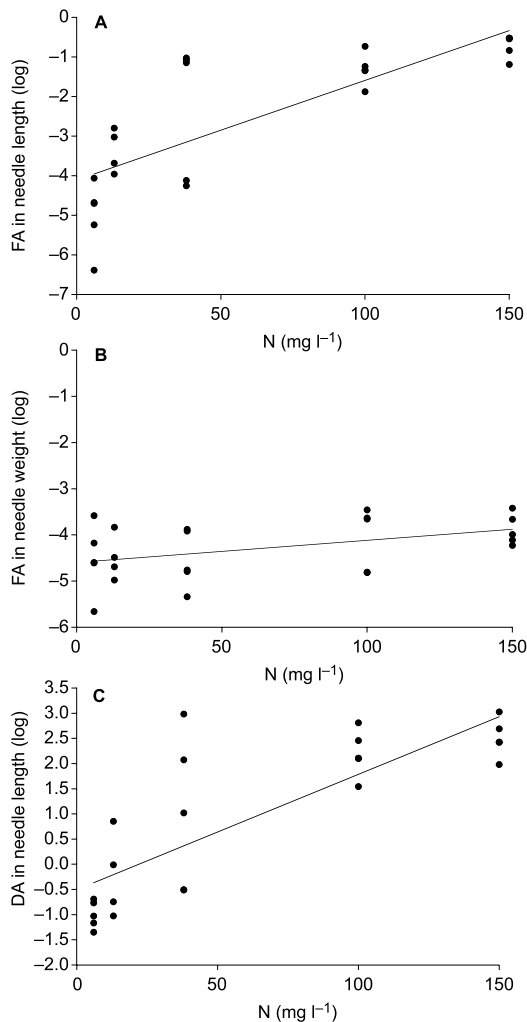 A
FA in needle length (log)
0
–1
–2
–3
–4
–5
–6
–7
0 50 100 150
N (mg l–1)
B
FA in needle weight (log)
0
–1
–2
–3
–4
–5
–6
0 50 100 150
N (mg l–1)
C
DA in needle length (log)
3.5
3.0
2.5
2.0
1.5
1.0
0.5
0.0
–0.5
–1.0
–1.5
–2.0
0 50 100 150
N (mg l–1)